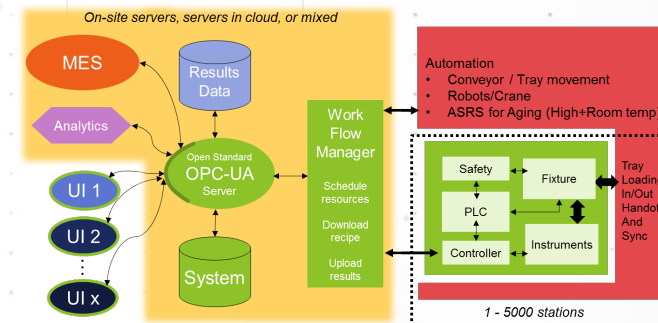 On-site servers, servers in cloud, or mixed
MES
Analytics
UI 1
UI 2
UI x
Results
Data
Open Standard
OPC-UA
Server
System
Work
Flow
Manager
Schedule
resources
Download
recipe
Upload
results
Automation
• Conveyor / Tray movement
• Robots/Crane
• ASRS for Aging (High+Room temp)
Safety
PLC
Controller
Fixture
Instruments
Tray
Loading
In/Out
Handof
And
Sync
1 - 5000 stations